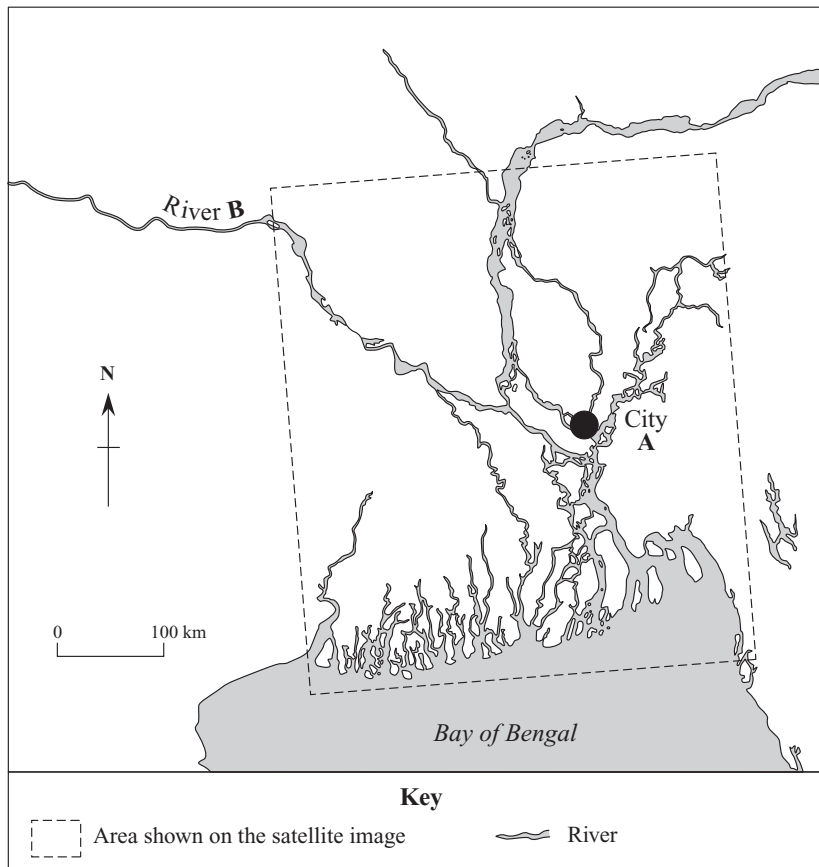 River B
N
City
A
0 100 km
Bay of Bengal
Key
Area shown on the satellite image
River